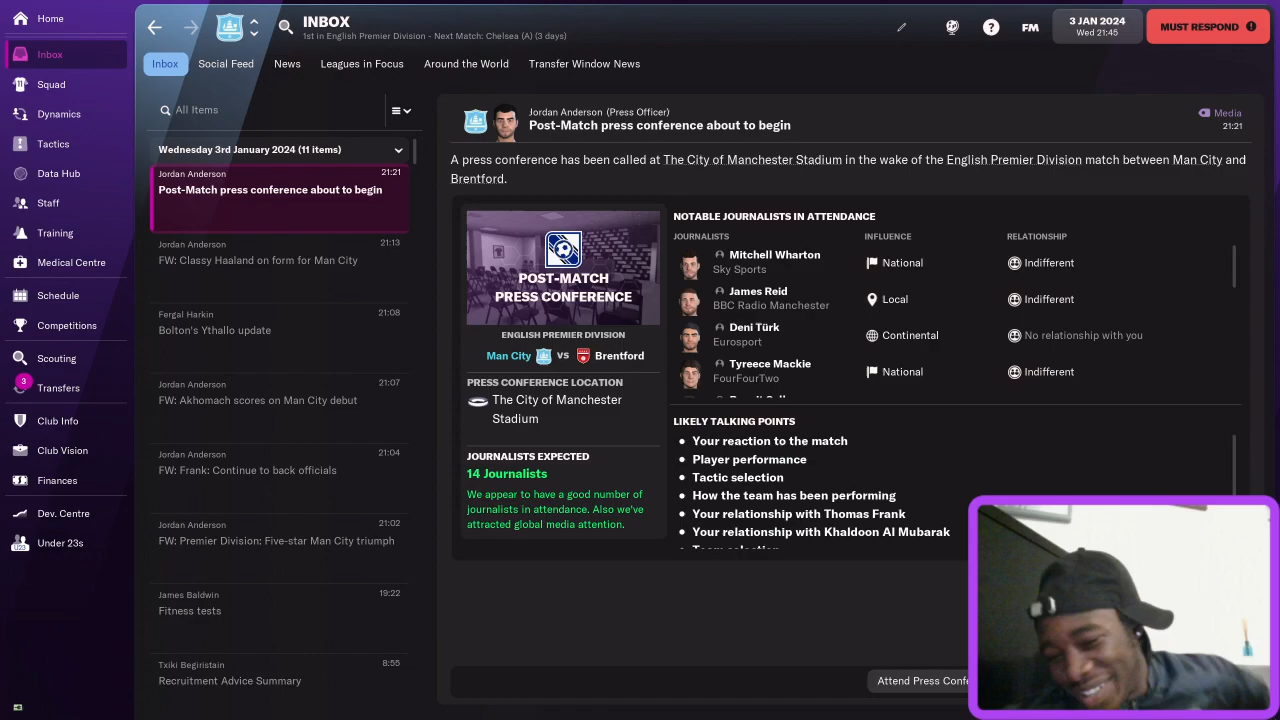 Home
Inbox
Squad
Dynamics
Tactics
Data Hub
Staff
Training
Medical Centre
Schedule
Competitions
Scouting
3
Transfers
Club Info
Club Vision
Finances
Dev. Centre
U23
Under 23s
INBOX
1st in English Premier Division - Next Match: Chelsea (A) (3 days)
?
FM
3 JAN 2024
Wed 21:45
MUST RESPOND
Inbox
Social Feed
News
Leagues in Focus
Around the World
Transfer Window News
All Items
Wednesday 3rd January 2024 (11 items)
Jordan Anderson 21:21
Post-Match press conference about to begin
Jordan Anderson 21:13
FW: Classy Haaland on form for Man City
Fergal Harkin 21:08
Bolton's Ythallo update
Jordan Anderson 21:07
FW: Akhomach scores on Man City debut
Jordan Anderson 21:04
FW: Frank: Continue to back officials
Jordan Anderson 21:02
FW: Premier Division: Five-star Man City triumph
James Baldwin 19:22
Fitness tests
Txiki Begiristain 8:55
Recruitment Advice Summary
Jordan Anderson (Press Officer)
Post-Match press conference about to begin
Media
21:21
A press conference has been called at The City of Manchester Stadium in the wake of the English Premier Division match between Man City and
Brentford.
POST-MATCH
PRESS CONFERENCE
ENGLISH PREMIER DIVISION
Man City VS Brentford
PRESS CONFERENCE LOCATION
The City of Manchester
Stadium
JOURNALISTS EXPECTED
14 Journalists
We appear to have a good number of
journalists in attendance. Also we've
attracted global media attention.
NOTABLE JOURNALISTS IN ATTENDANCE
JOURNALISTS INFLUENCE RELATIONSHIP
Mitchell Wharton
Sky Sports
National Indifferent
James Reid
BBC Radio Manchester
Local Indifferent
Deni Türk
Eurosport
Continental No relationship with you
Tyreece Mackie
FourFourTwo
National Indifferent
LIKELY TALKING POINTS
• Your reaction to the match
• Player performance
• Tactic selection
• How the team has been performing
• Your relationship with Thomas Frank
• Your relationship with Khaldoon Al Mubarak
• Team selection
Attend Press Confe